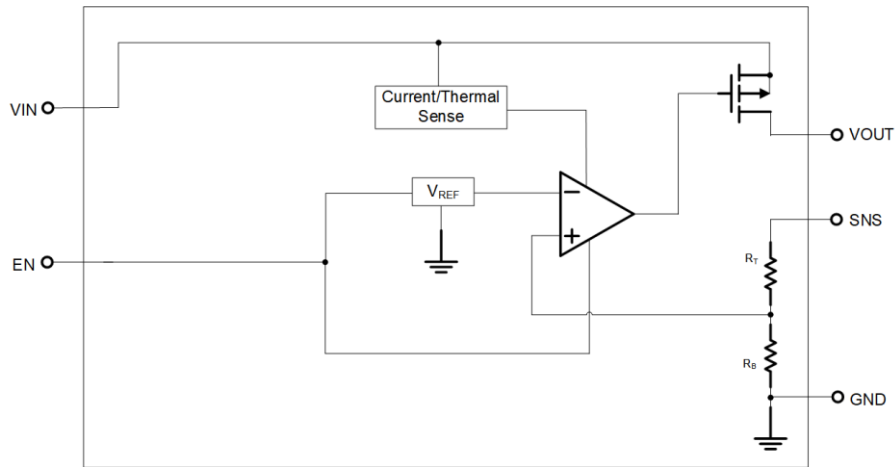 VIN
Current/Thermal
Sense
VOUT
VREF
−
+
SNS
EN
RT
RB
GND